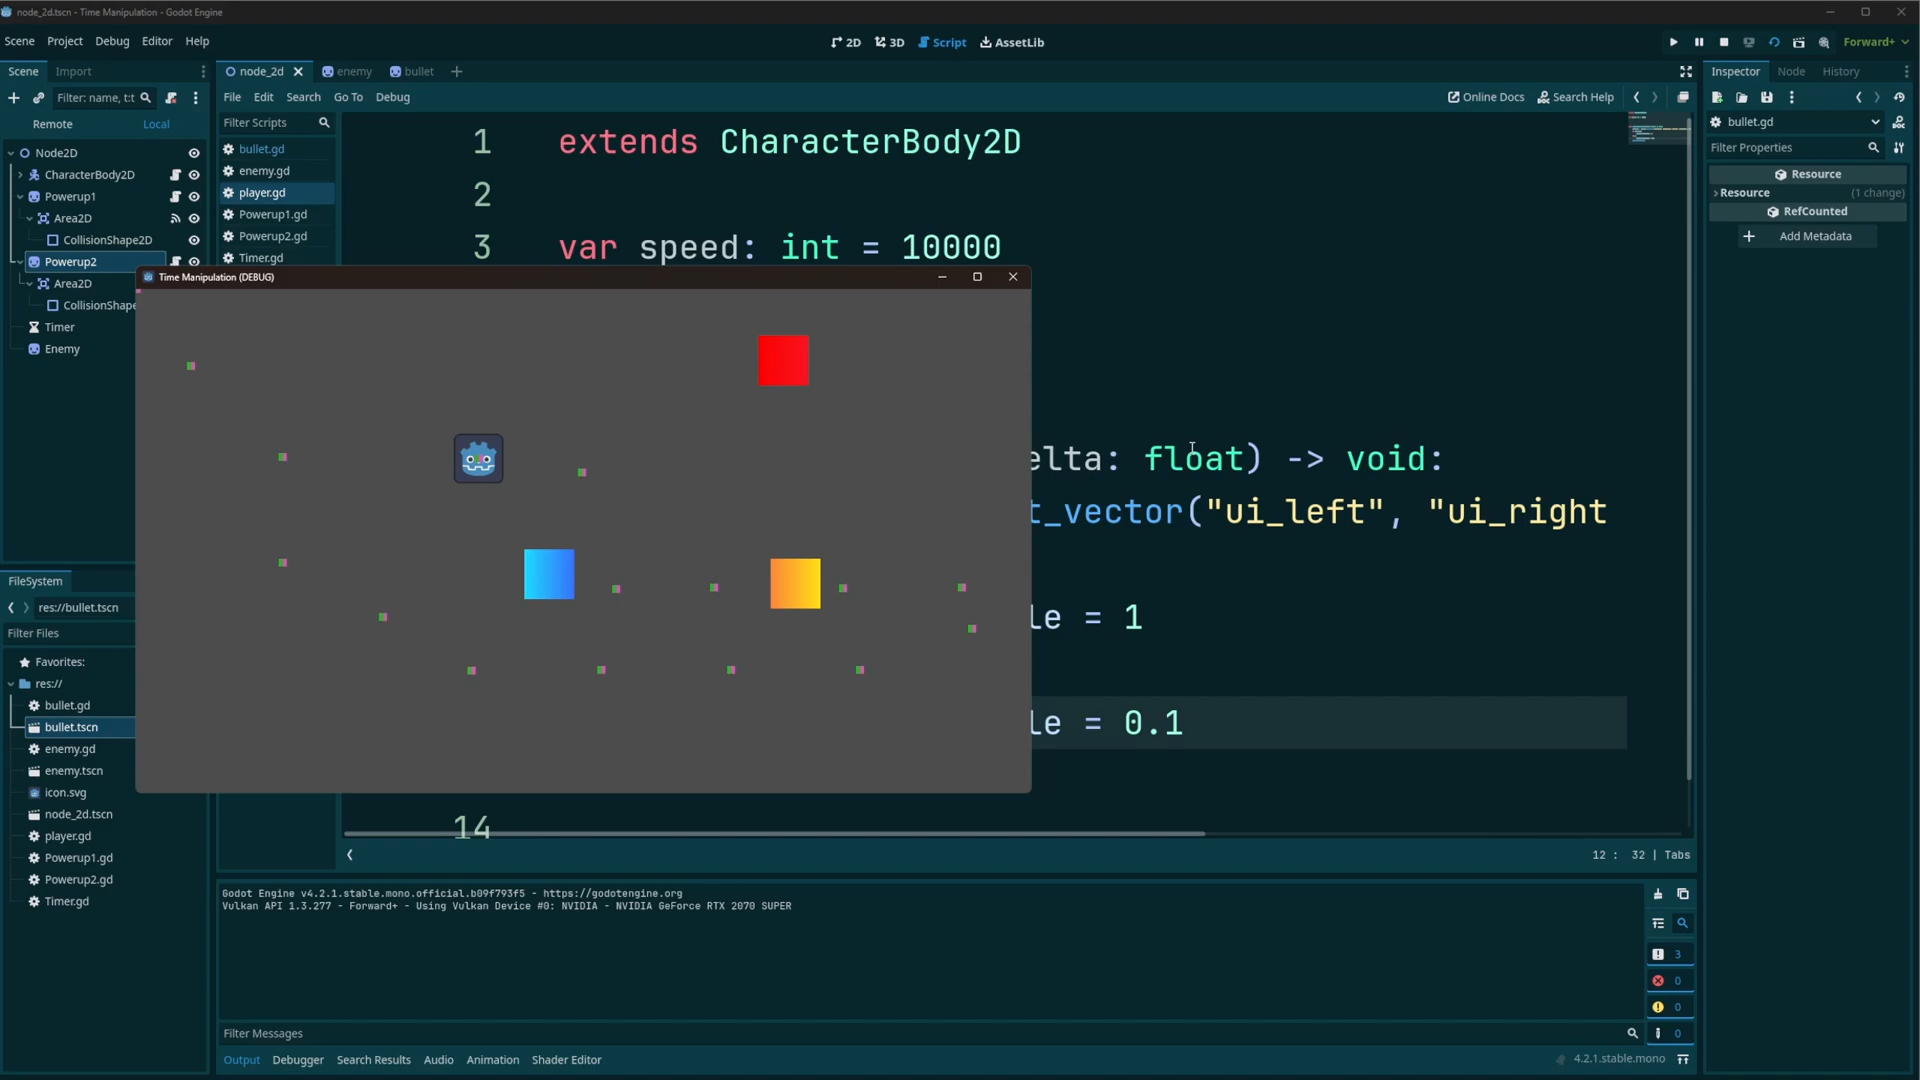 node_2d.tscn - Time Manipulation - Godot Engine
Scene Project Debug Editor Help
2D 3D Script AssetLib
Forward+
Scene Import
Filter: name, t:t
Remote Local
Node2D
CharacterBody2D
Powerup1
Area2D
CollisionShape2D
Powerup2
Area2D
CollisionShape
Timer
Enemy
FileSystem
res://bullet.tscn
Filter Files
Favorites:
res://
bullet.gd
bullet.tscn
enemy.gd
enemy.tscn
icon.svg
node_2d.tscn
player.gd
Powerup1.gd
Powerup2.gd
Timer.gd
node_2d enemy bullet
File Edit Search Go To Debug
Online Docs Search Help
Filter Scripts
bullet.gd
enemy.gd
player.gd
Powerup1.gd
Powerup2.gd
Timer.gd
1 extends CharacterBody2D
2
3 var speed: int = 10000
Time Manipulation (DEBUG)
elta: float) -> void:
t_vector("ui_left", "ui_right
le = 1
le = 0.1
14
12 : 32 | Tabs
Godot Engine v4.2.1.stable.mono.official.b09f793f5 - https://godotengine.org
Vulkan API 1.3.277 - Forward+ - Using Vulkan Device #0: NVIDIA - NVIDIA GeForce RTX 2070 SUPER
3
0
0
0
Filter Messages
Output Debugger Search Results Audio Animation Shader Editor
4.2.1.stable.mono
Inspector Node History
bullet.gd
Filter Properties
Resource
Resource (1 change)
RefCounted
Add Metadata